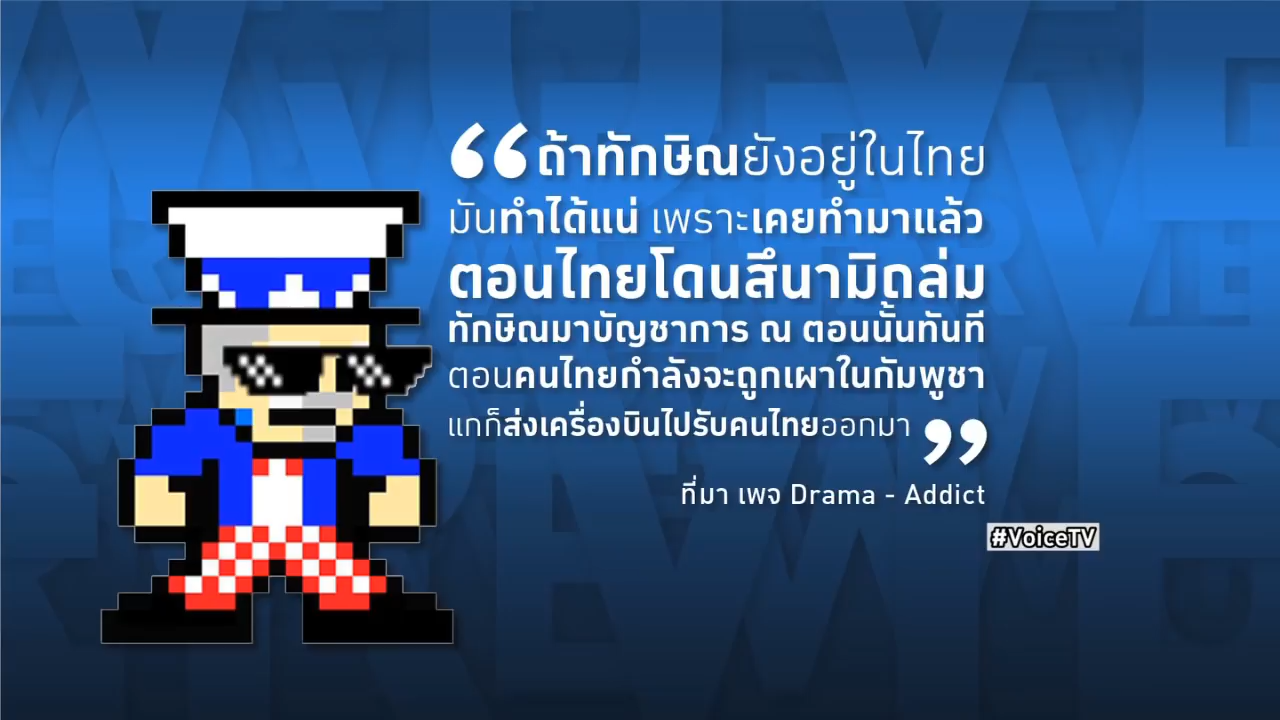 “ถ้าทักษิณยังอยู่ในไทย
มันทำได้แน่ เพราะเคยทำมาแล้ว
ตอนไทยโดนสึนามิถล่ม
ทักษิณมาบัญชาการ ณ ตอนนั้นทันที
ตอนคนไทยกำลังจะถูกเผาในกัมพูชา
แกก็ส่งเครื่องบินไปรับคนไทยออกมา”
ที่มา เพจ Drama - Addict
#VoiceTV